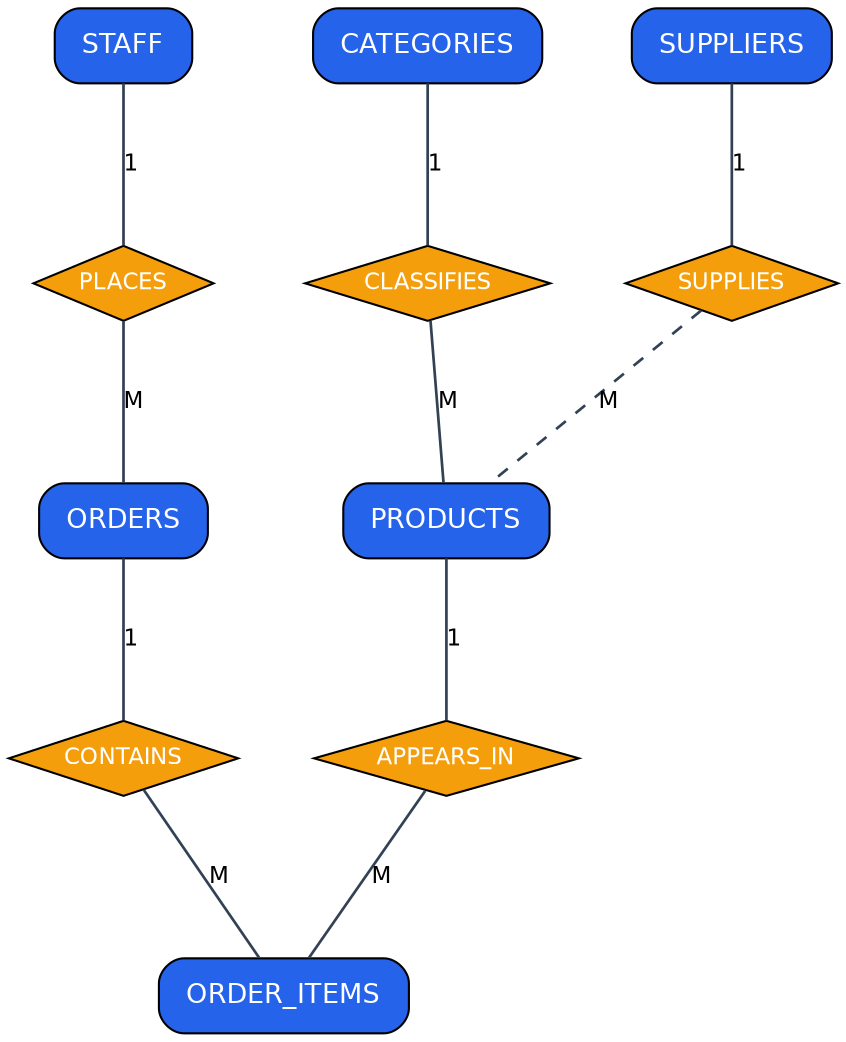 STAFF
CATEGORIES
SUPPLIERS
1
1
1
PLACES
CLASSIFIES
SUPPLIES
M
M
M
ORDERS
PRODUCTS
1
1
CONTAINS
APPEARS_IN
M
M
ORDER_ITEMS